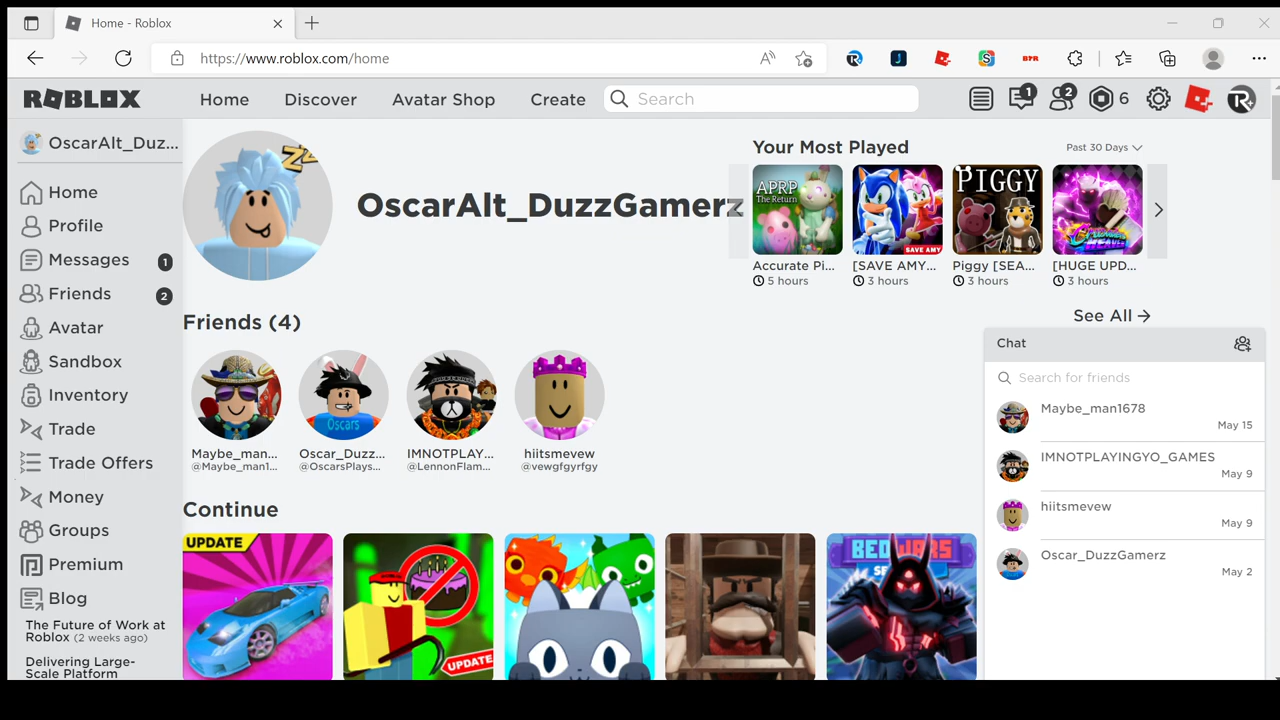 Home - Roblox
https://www.roblox.com/home
BPR
ROBLOX
Home
Discover
Avatar Shop
Create
Search
1
2
6
OscarAlt_Duz...
Home
Profile
Messages 1
Friends 2
Avatar
Sandbox
Inventory
Trade
Trade Offers
Money
Groups
Premium
Blog
The Future of Work at
Roblox (2 weeks ago)
Delivering Large-
Scale Platform
OscarAlt_DuzzGamerz
Your Most Played
Past 30 Days
APRP
The Return
SAVE AMY
PIGGY
Accurate Pi...
5 hours
[SAVE AMY...
3 hours
Piggy [SEA...
3 hours
[HUGE UPD...
3 hours
See All
Friends (4)
Oscars
Maybe_man...
@Maybe_man1...
Oscar_Duzz...
@OscarsPlays...
IMNOTPLAY...
@LennonFlam...
hiitsmevew
@vewgfgyrfgy
Continue
UPDATE
UPDATE
BEDWARS
Chat
Search for friends
Maybe_man1678
May 15
IMNOTPLAYINGYO_GAMES
May 9
hiitsmevew
May 9
Oscar_DuzzGamerz
May 2